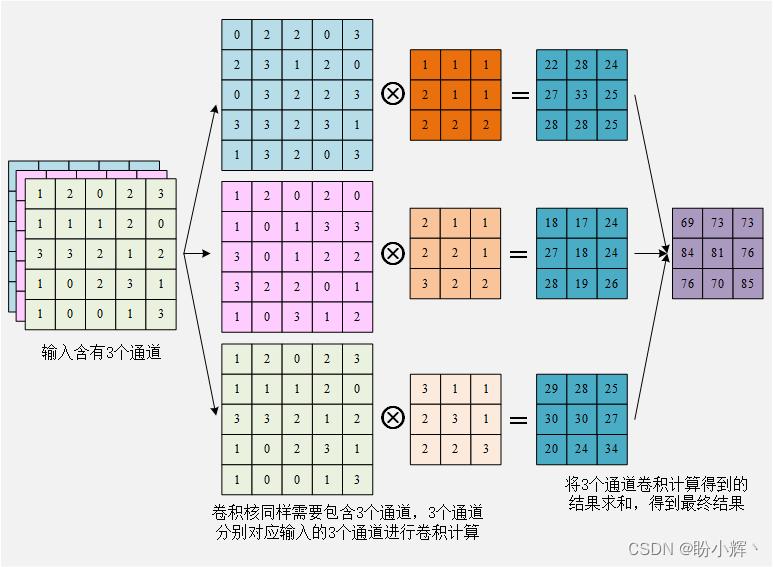 0 2 2 0 3
2 3 1 2 0
0 3 2 2 3
3 3 2 3 1
1 3 2 0 3
⊗
1 1 1
2 1 1
2 2 2
=
22 28 24
27 33 25
28 28 25
1 2 0 2 3
1 1 1 2 0
3 3 2 1 2
1 0 2 3 1
1 0 0 1 3
输入含有3个通道
1 2 0 2 0
1 0 1 3 3
3 0 1 2 2
3 2 2 0 1
1 0 3 1 2
⊗
2 1 1
2 2 1
3 2 2
=
18 17 24
27 18 24
28 19 26
69 73 73
84 81 76
76 70 85
1 2 0 2 3
1 1 1 2 0
3 3 2 1 2
1 0 2 3 1
1 0 0 1 3
⊗
3 1 1
2 3 1
2 2 3
=
29 28 25
30 30 27
20 24 34
卷积核同样需要包含3个通道，3个通道
分别对应输入的3个通道进行卷积计算
将3个通道卷积计算得到的
结果求和，得到最终结果
CSDN @盼小辉丶